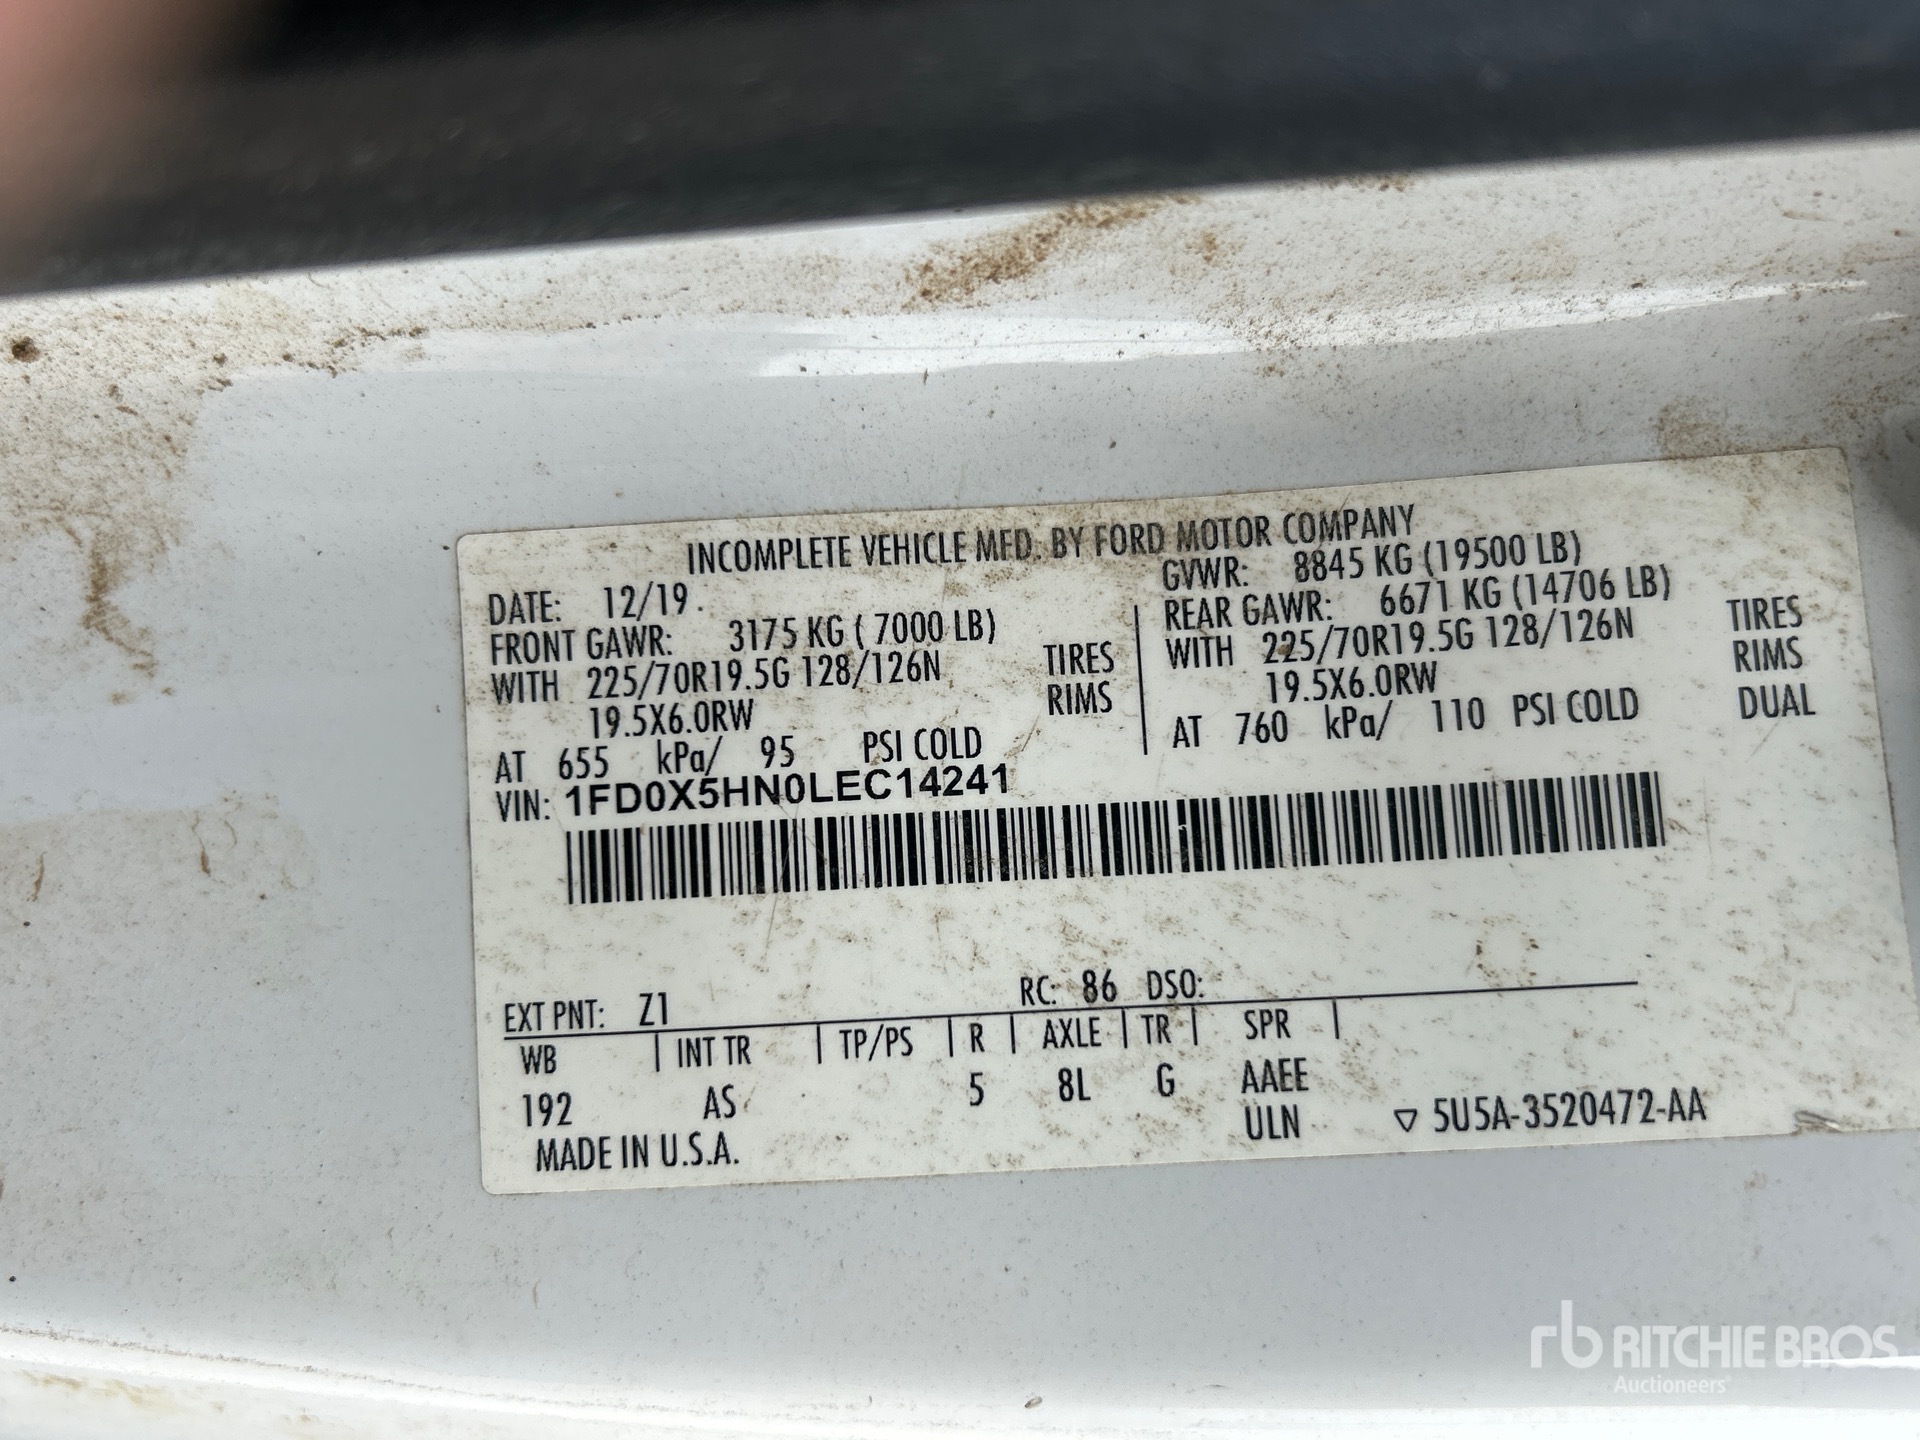 INCOMPLETE VEHICLE MFD. BY FORD MOTOR COMPANY
DATE: 12/19
GVWR: 8845 KG (19500 LB)
FRONT GAWR: 3175 KG ( 7000 LB)
REAR GAWR: 6671 KG (14706 LB)
WITH 225/70R19.5G 128/126N TIRES
WITH 225/70R19.5G 128/126N TIRES
19.5X6.0RW RIMS
19.5X6.0RW RIMS
AT 655 kPa/ 95 PSI COLD
AT 760 kPa/ 110 PSI COLD DUAL
VIN: 1FD0X5HN0LEC14241
EXT PNT: Z1 RC: 86 DSO:
WB | INT TR | TP/PS | R | AXLE | TR | SPR |
192 AS 5 8L G AAEE
ULN ▽ 5U5A-3520472-AA
MADE IN U.S.A.
rb RITCHIE BROS
Auctioneers